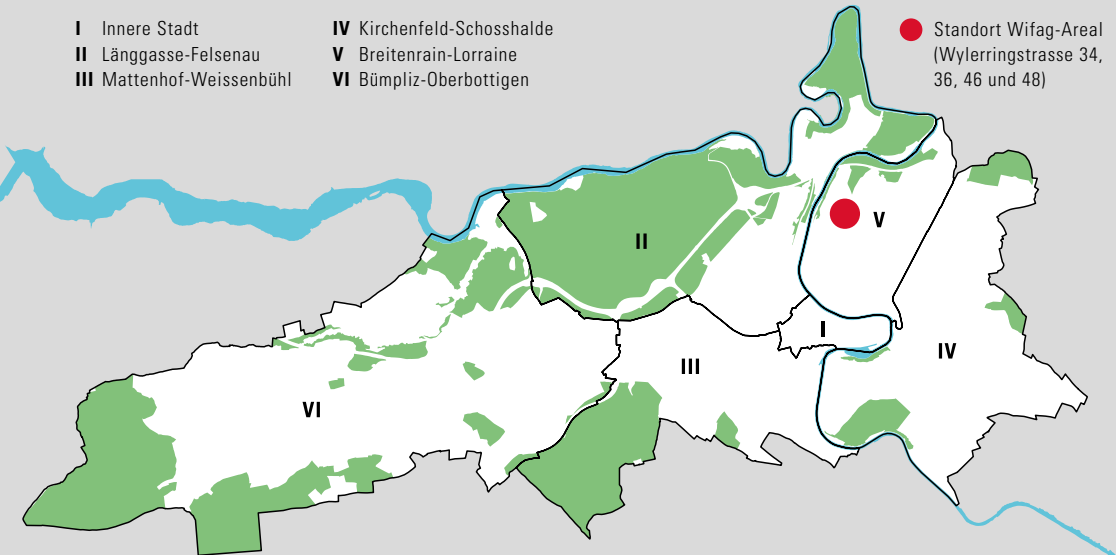 I Innere Stadt
II Länggasse-Felsenau
III Mattenhof-Weissenbühl
IV Kirchenfeld-Schosshalde
V Breitenrain-Lorraine
VI Bümpliz-Oberbottigen
Standort Wifag-Areal
(Wylerringstrasse 34,
36, 46 und 48)
II
V
I
IV
III
VI